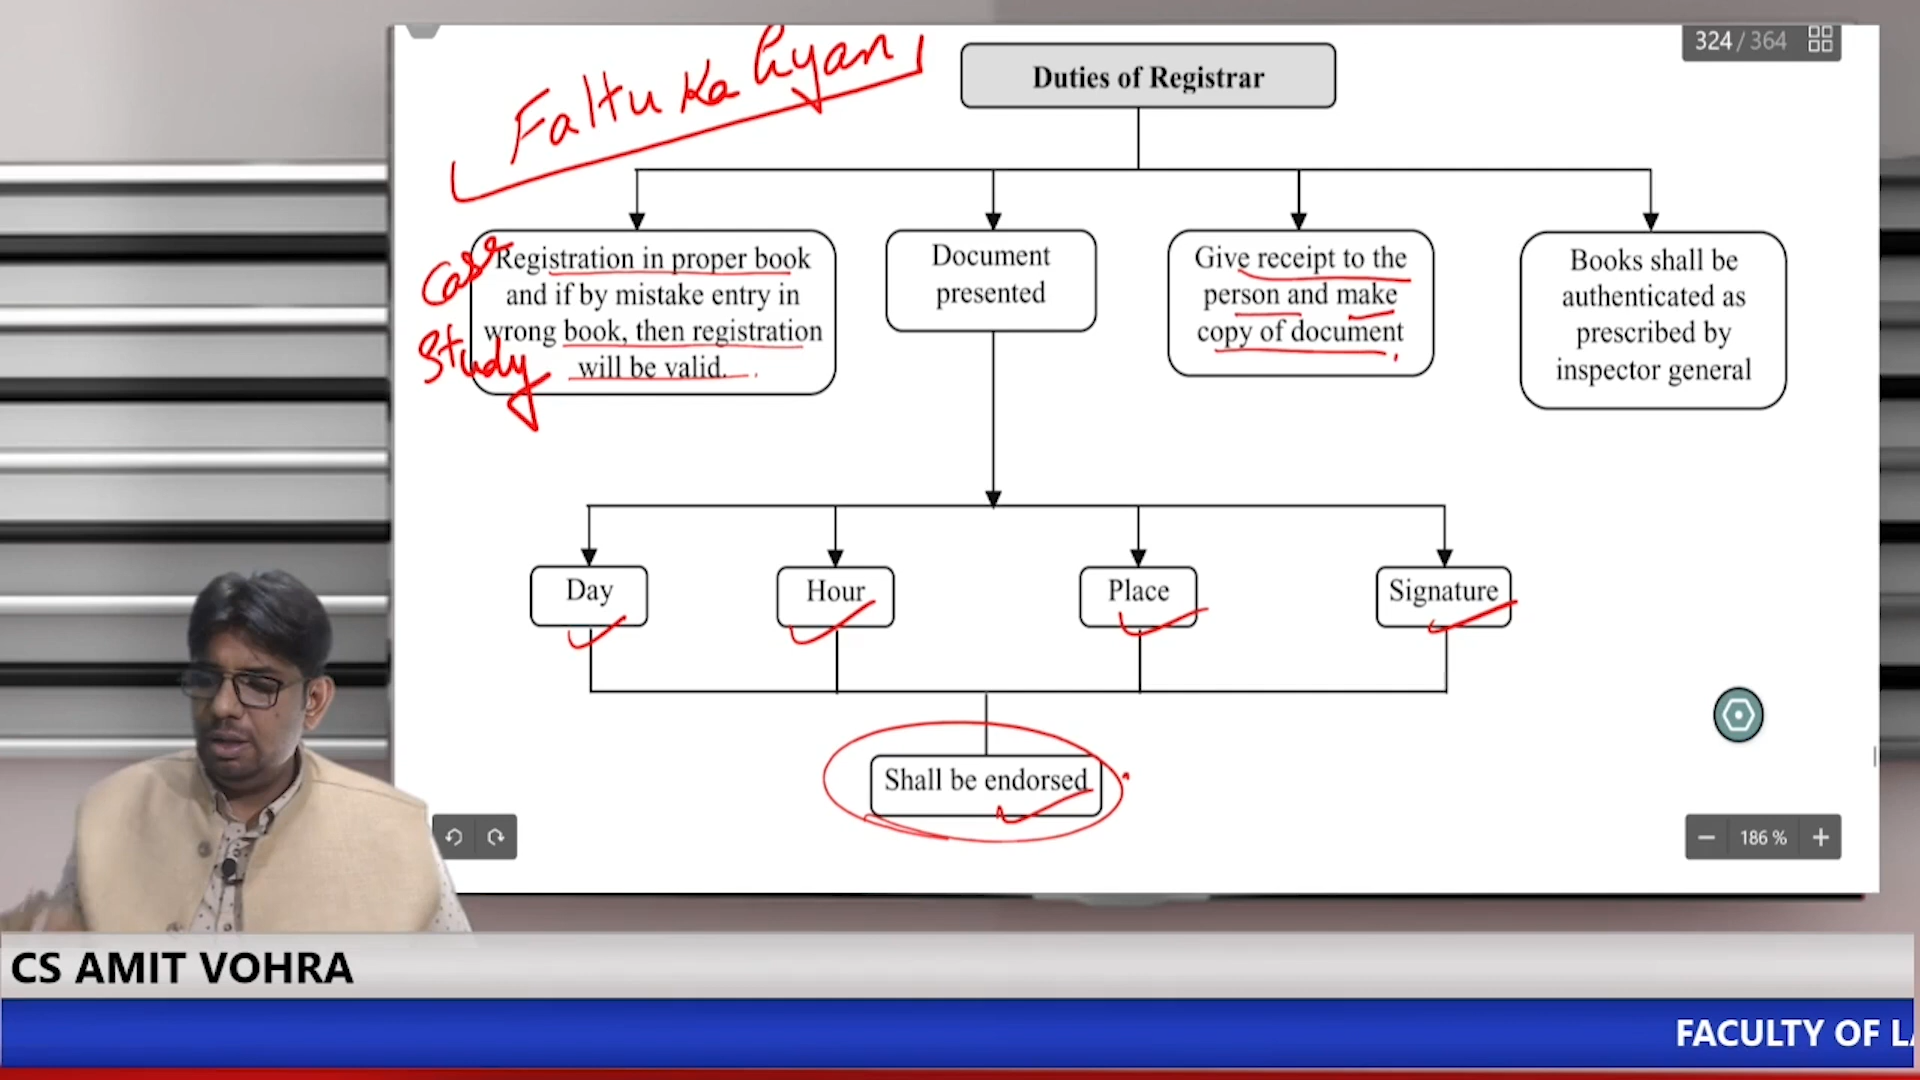 Faltu Ka Gyan
324 / 364
Duties of Registrar
Case
Study
Registration in proper book
and if by mistake entry in
wrong book, then registration
will be valid.
Document
presented
Give receipt to the
person and make
copy of document
Books shall be
authenticated as
prescribed by
inspector general
Day
Hour
Place
Signature
Shall be endorsed
186 %
CS AMIT VOHRA
FACULTY OF LA